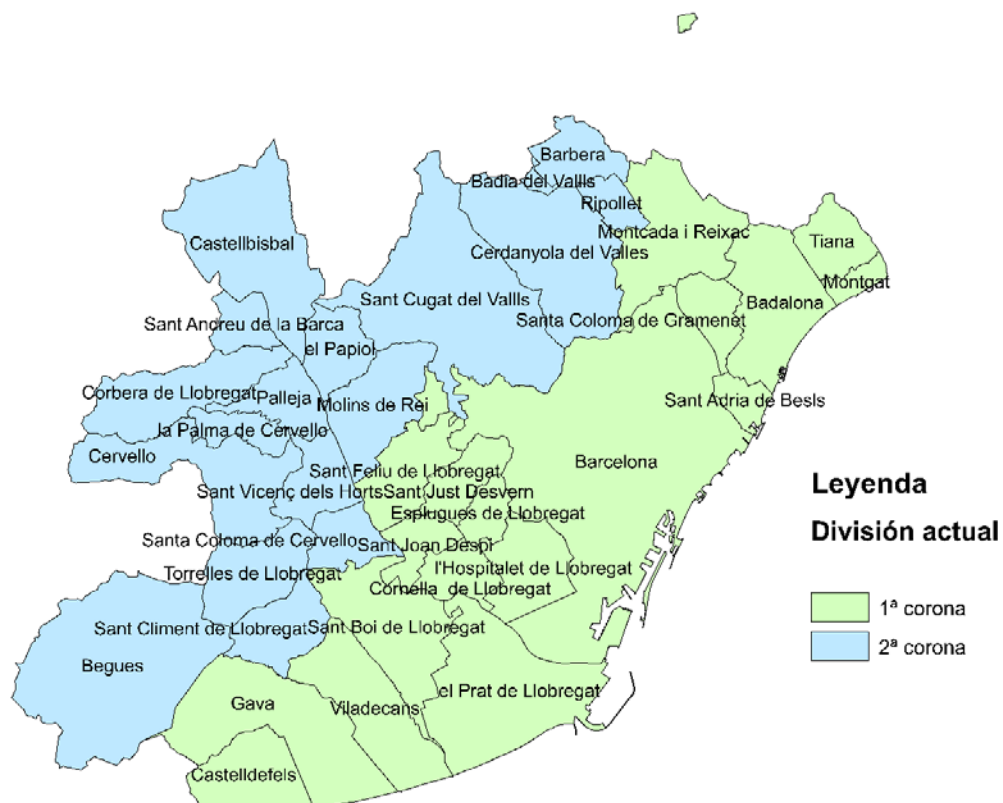 Barbera
Badia del Vallls
Ripollet
Montcada i Reixac
Tiana
Castellbisbal
Cerdanyola del Valles
Montgat
Sant Cugat del Vallls
Badalona
Sant Andreu de la Barca
Santa Coloma de Gramenet
el Papiol
Corbera de Llobregat
Palleja
Molins de Rei
Sant Adria de Besls
la Palma de Cervello
Cervello
Sant Feliu de Llobregat
Barcelona
Sant Vicenç dels Horts
Sant Just Desvern
Esplugues de Llobregat
Santa Coloma de Cervello
Sant Joan Despi
Torrelles de Llobregat
l'Hospitalet de Llobregat
Cornella de Llobregat
Sant Climent de Llobregat
Sant Boi de Llobregat
Begues
el Prat de Llobregat
Gava
Viladecans
Castelldefels
Leyenda
División actual
1ª corona
2ª corona